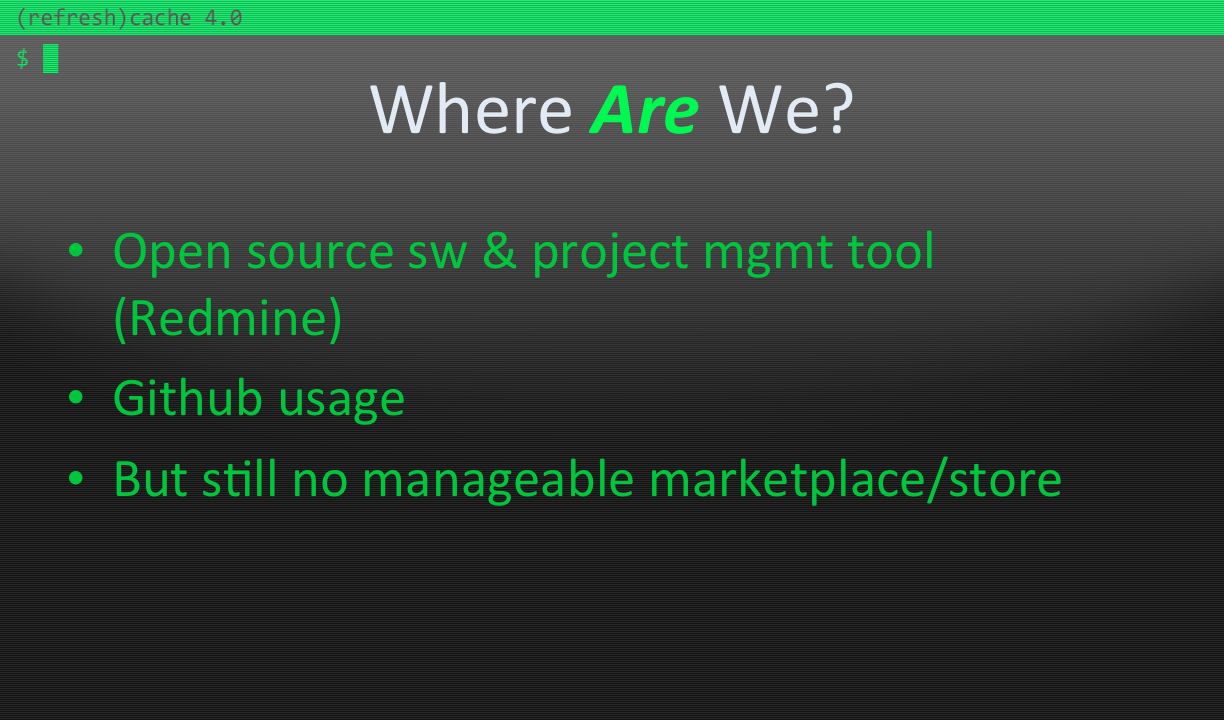 (refresh)cache 4.0
$
Where Are We?
• Open source sw & project mgmt tool
(Redmine)
• Github usage
• But still no manageable marketplace/store